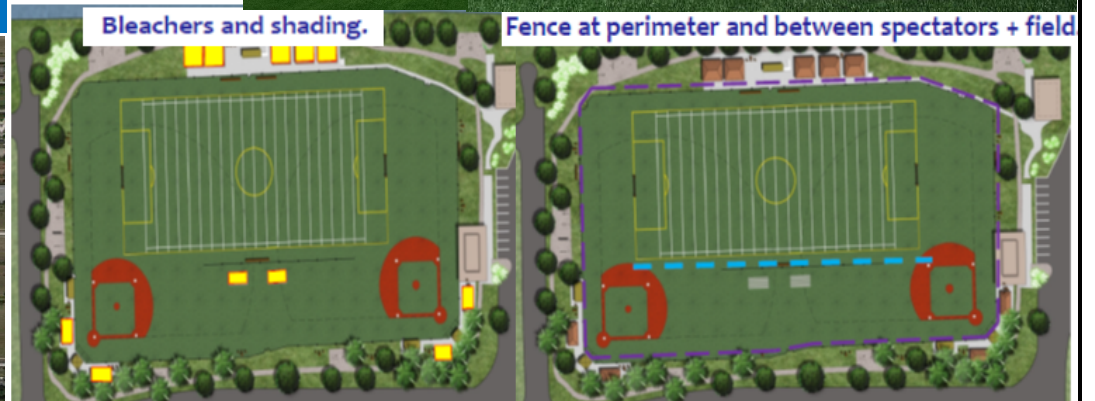 Bleachers and shading.
Fence at perimeter and between spectators + field.